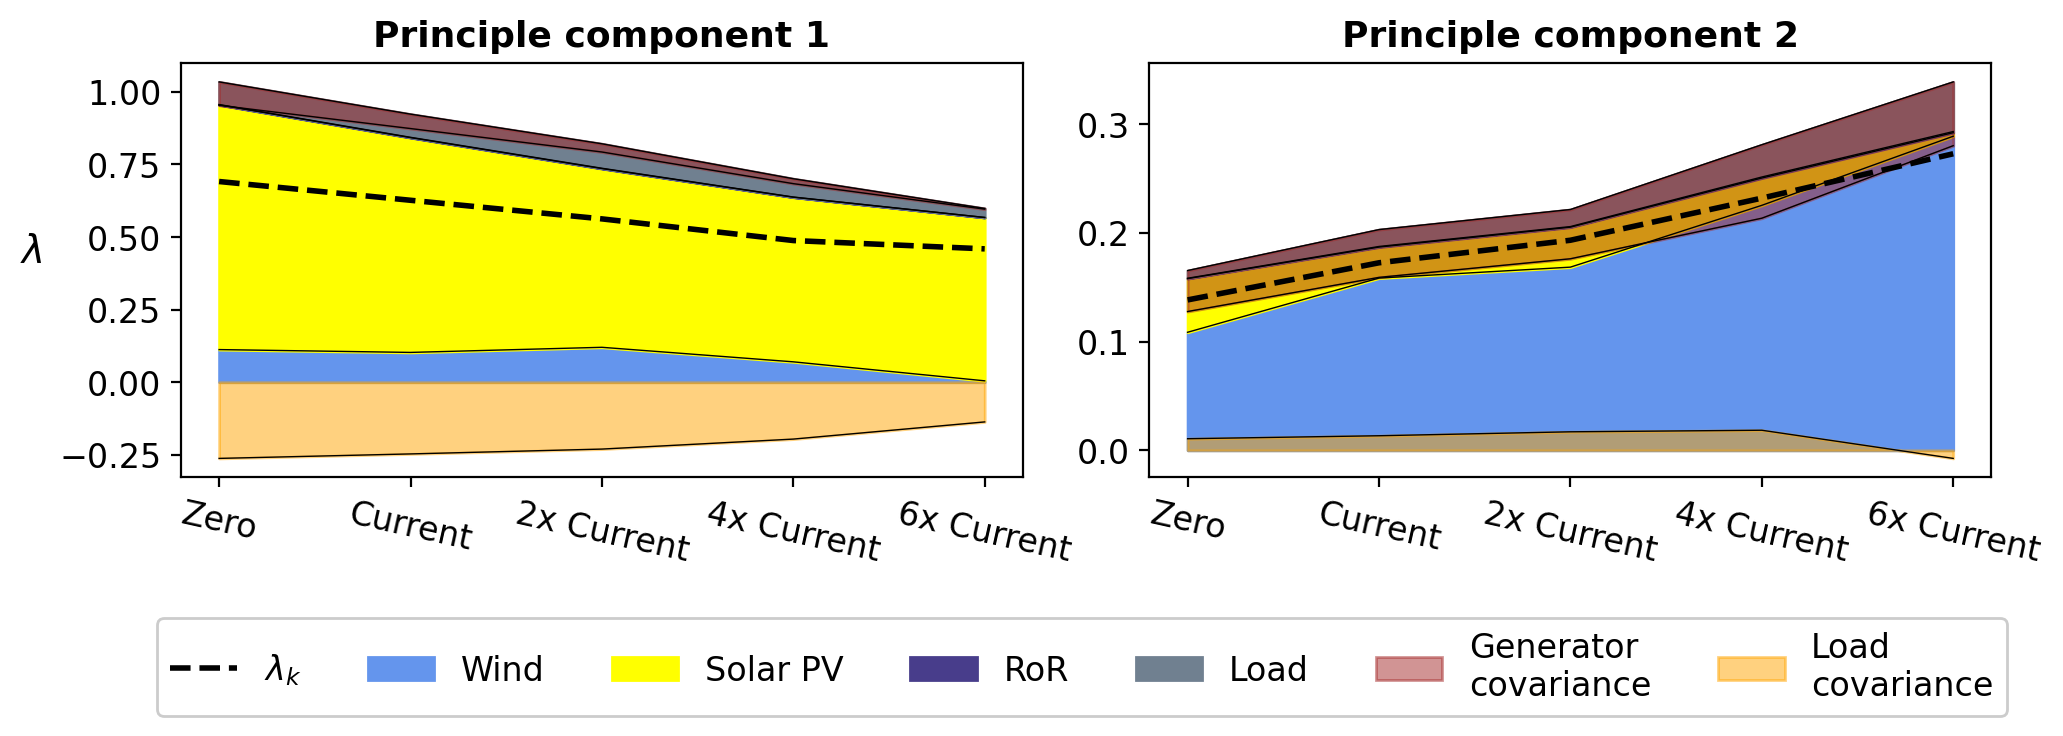 Principle component 1
Principle component 2
λ
1.00
0.75
0.50
0.25
0.00
−0.25
Zero
Current
2x Current
4x Current
6x Current
0.3
0.2
0.1
0.0
Zero
Current
2x Current
4x Current
6x Current
λk
Wind
Solar PV
RoR
Load
Generator
covariance
Load
covariance